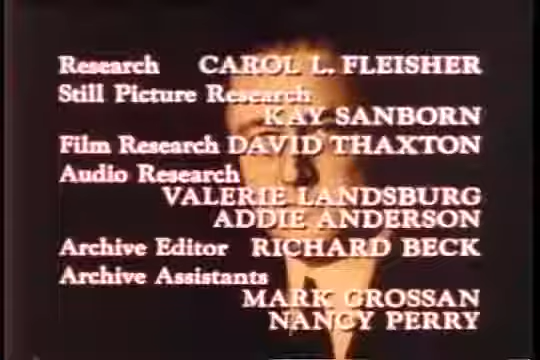 Research CAROL L. FLEISHER
Still Picture Research
KAY SANBORN
Film Research DAVID THAXTON
Audio Research
VALERIE LANDSBURG
ADDIE ANDERSON
Archive Editor RICHARD BECK
Archive Assistants
MARK GROSSAN
NANCY PERRY